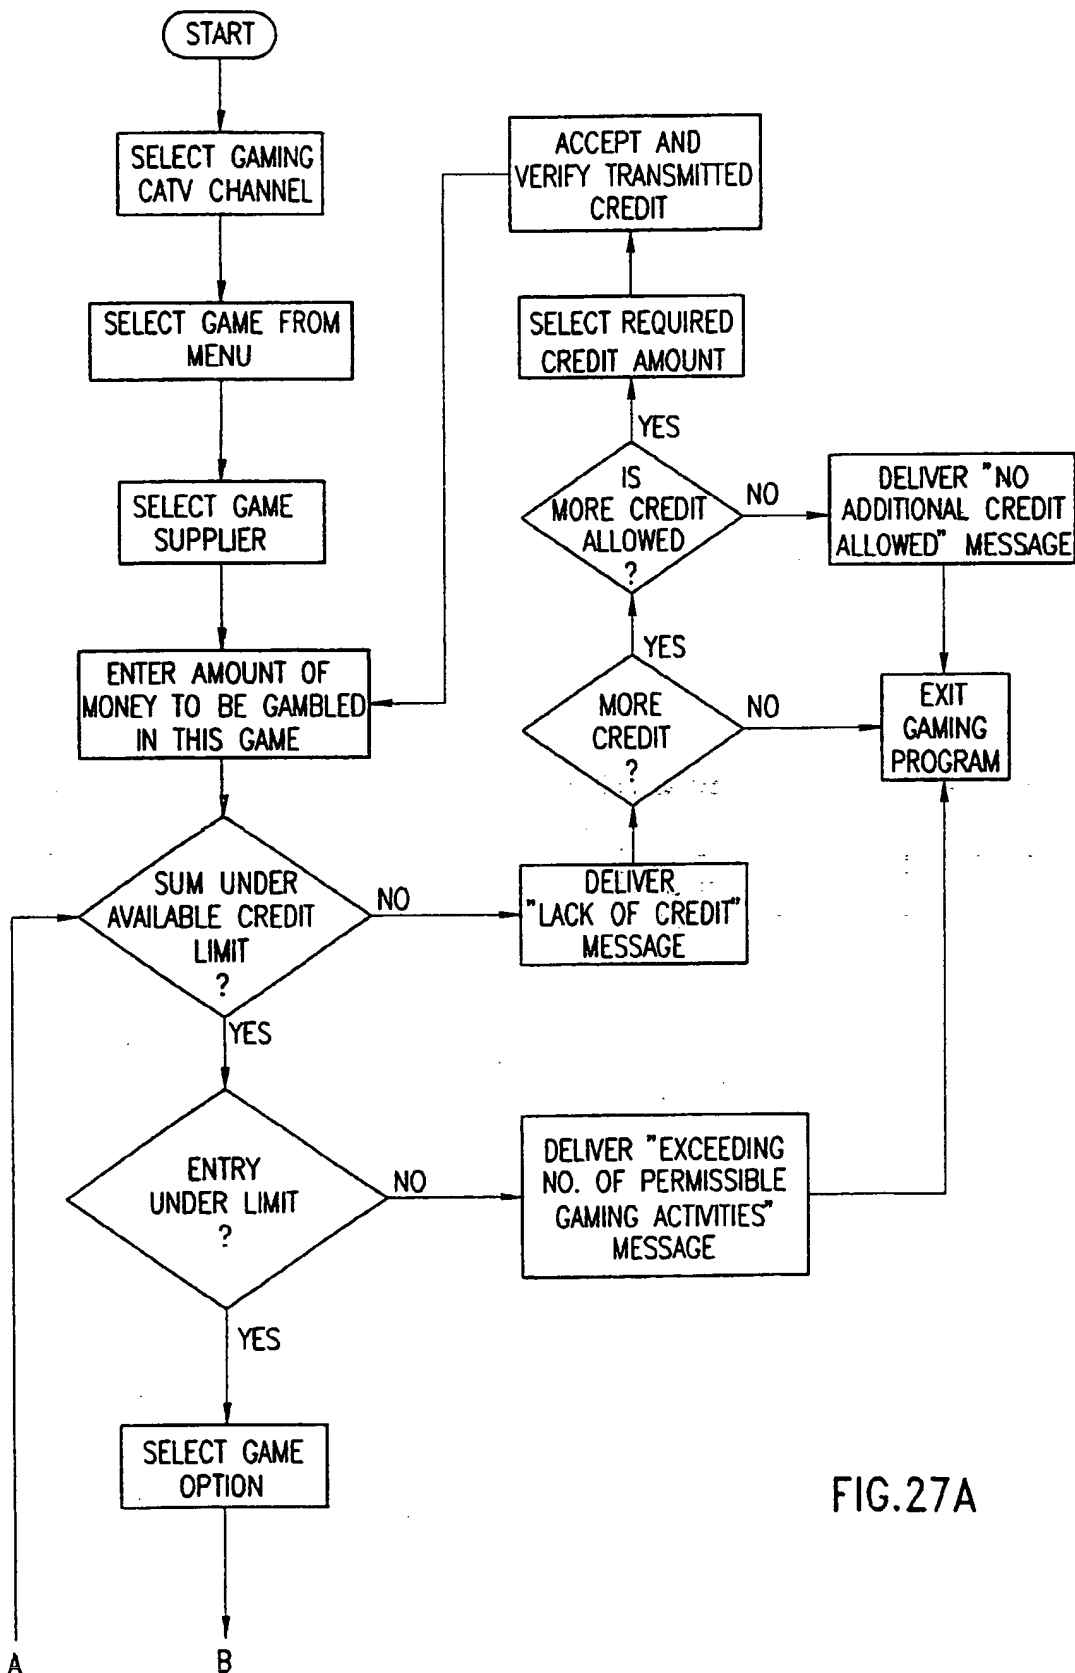 START
SELECT GAMING
CATV CHANNEL
SELECT GAME FROM
MENU
SELECT GAME
SUPPLIER
ENTER AMOUNT OF
MONEY TO BE GAMBLED
IN THIS GAME
SUM UNDER
AVAILABLE CREDIT
LIMIT
?
NO
YES
ENTRY
UNDER LIMIT
?
NO
YES
SELECT GAME
OPTION
A
B
ACCEPT AND
VERIFY TRANSMITTED
CREDIT
SELECT REQUIRED
CREDIT AMOUNT
YES
IS
MORE CREDIT
ALLOWED
?
NO
DELIVER "NO
ADDITIONAL CREDIT
ALLOWED" MESSAGE
YES
MORE
CREDIT
?
NO
EXIT
GAMING
PROGRAM
DELIVER
"LACK OF CREDIT"
MESSAGE
DELIVER "EXCEEDING
NO. OF PERMISSIBLE
GAMING ACTIVITIES"
MESSAGE
FIG.27A